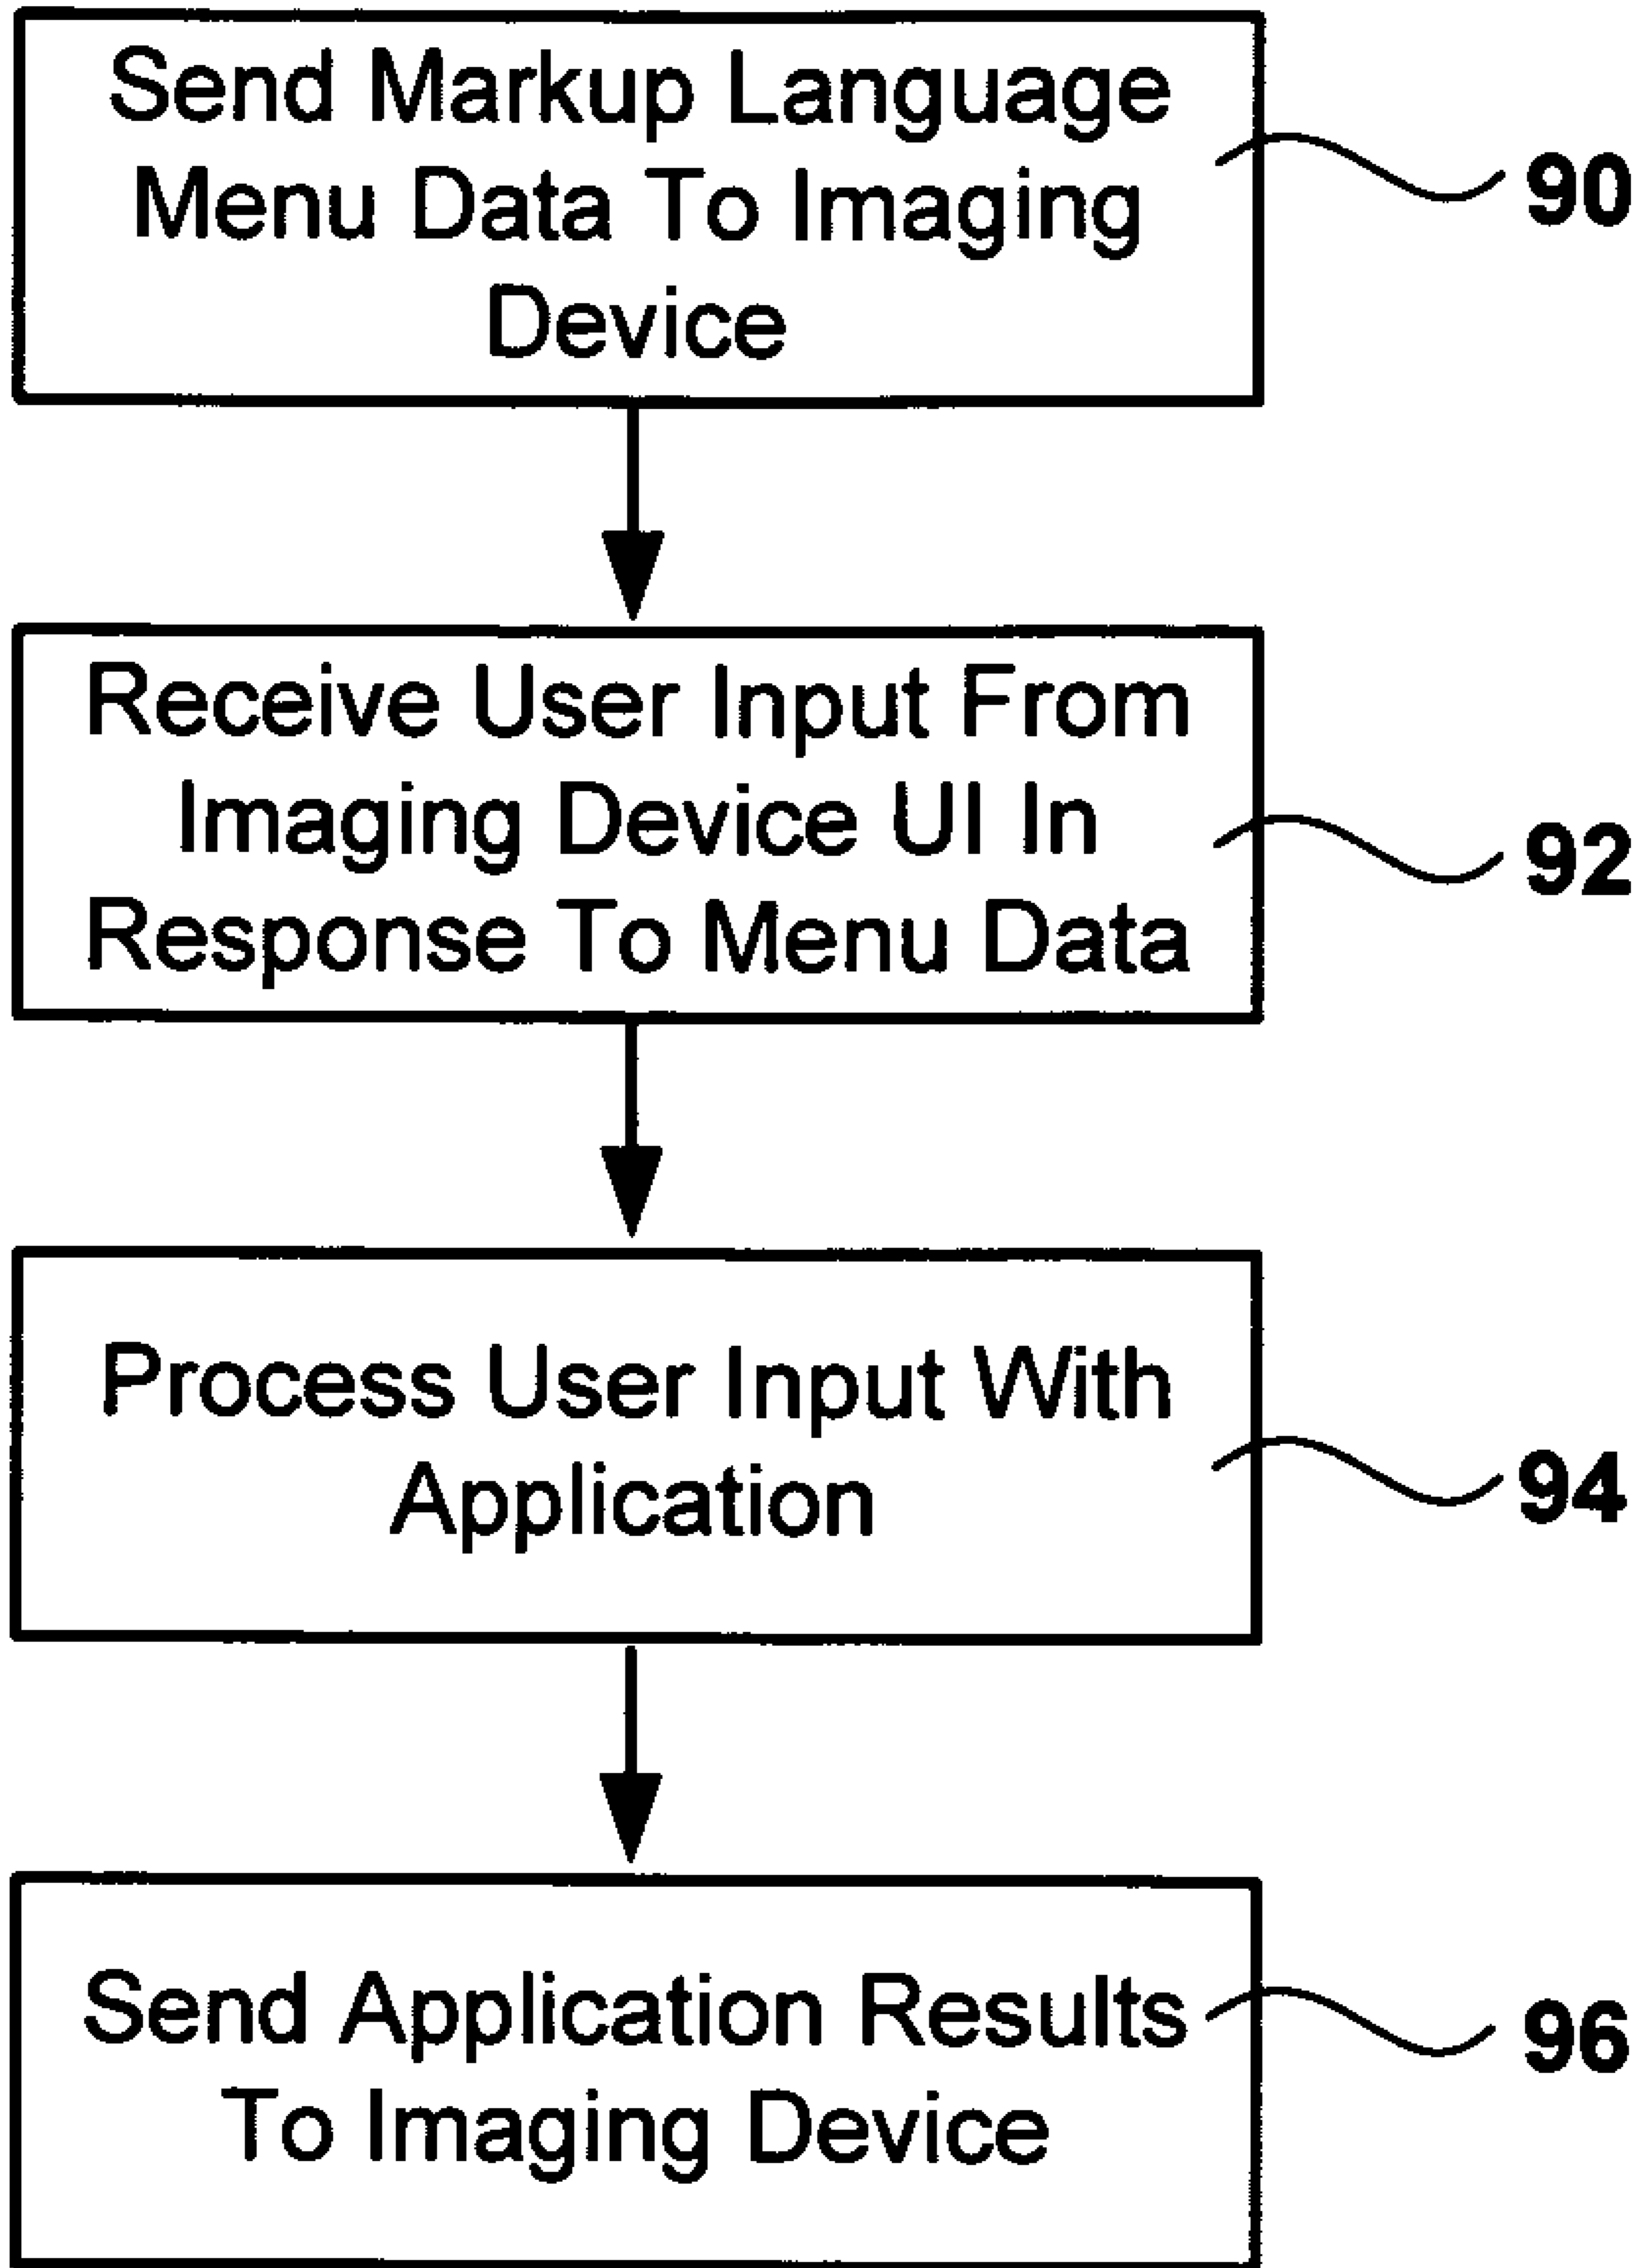 Send Markup Language
Menu Data To Imaging
Device
90
Receive User Input From
Imaging Device UI In
Response To Menu Data
92
Process User Input With
Application
94
Send Application Results
To Imaging Device
96